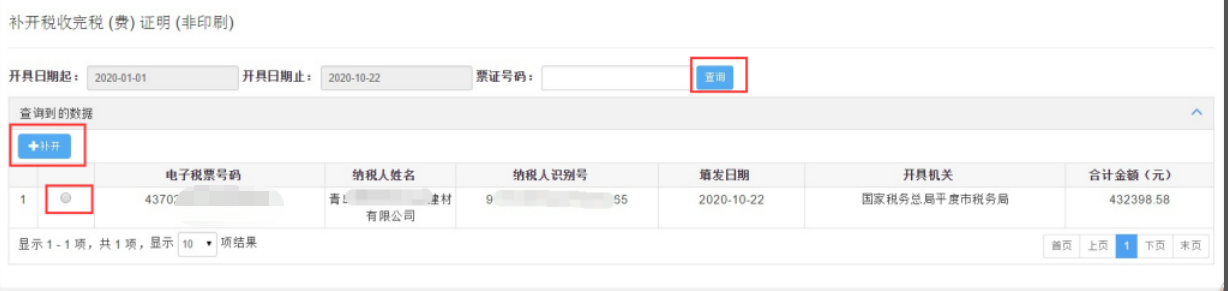 补开税收完税 (费) 证明 (非印刷)
开具日期起： 2020-01-01 开具日期止： 2020-10-22 票证号码： 查询
查询到的数据
+补开
电子税票号码 纳税人姓名 纳税人识别号 填发日期 开具机关 合计金额（元）
1 4370 青 建材 9 65 2020-10-22 国家税务总局平度市税务局 432398.58
有限公司
显示 1 - 1 项，共 1 项，显示 10 项结果 首页 上页 1 下页 末页